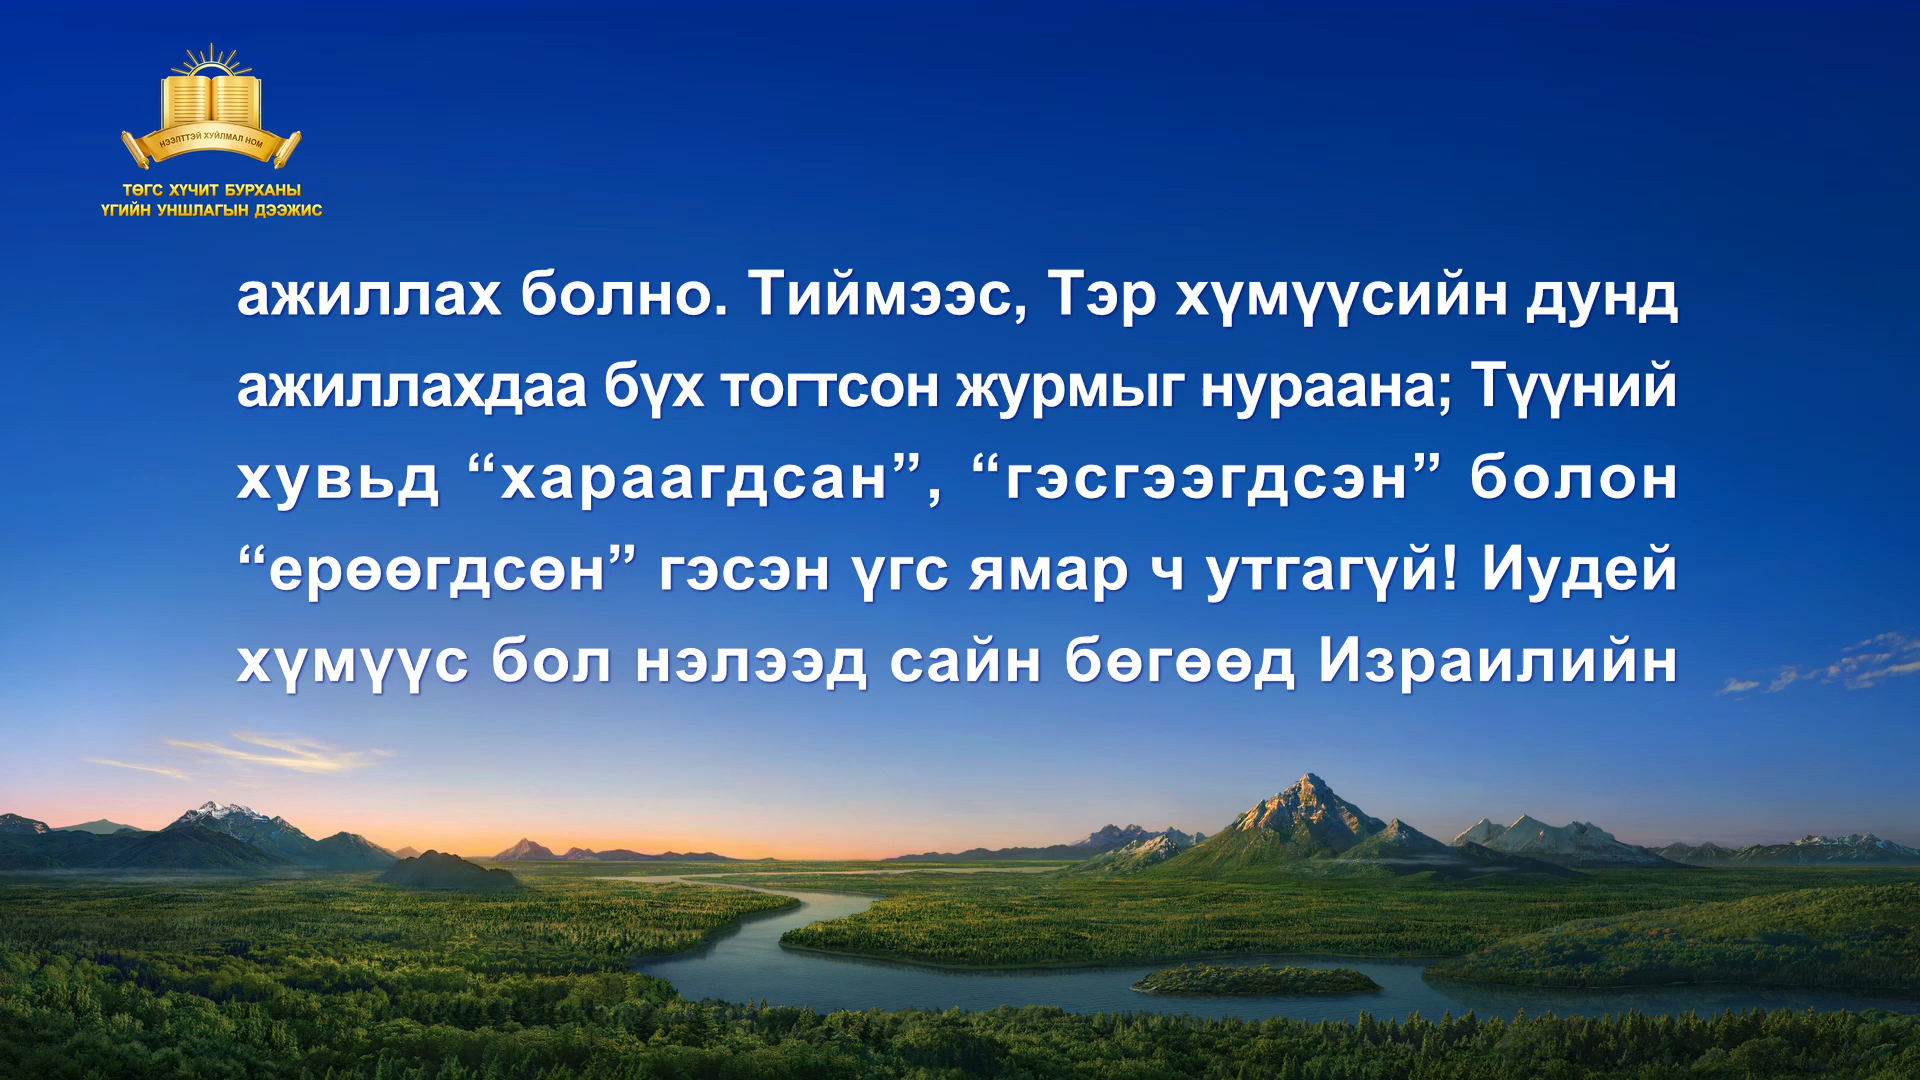 НЭЭЛТТЭЙ ХУЙЛМАЛ НОМ
ТӨГС ХҮЧИТ БУРХАНЫ
ҮГИЙН УНШЛАГЫН ДЭЭЖИС
ажиллах болно. Тиймээс, Тэр хүмүүсийн дунд
ажиллахдаа бүх тогтсон журмыг нураана; Түүний
хувьд “хараагдсан”, “гэсгээгдсэн” болон
“ерөөгдсөн” гэсэн үгс ямар ч утгагүй! Иудей
хүмүүс бол нэлээд сайн бөгөөд Израилийн